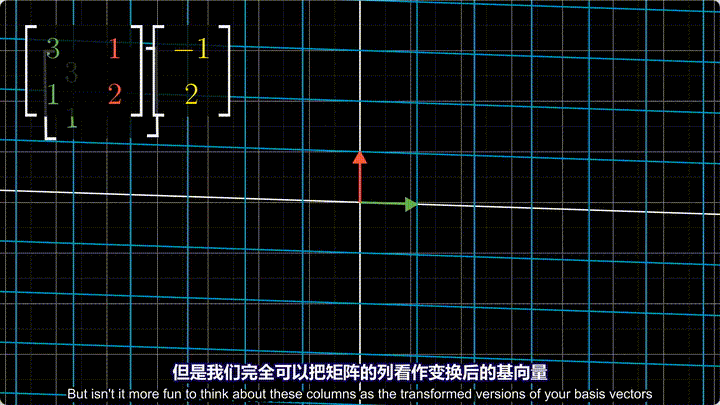 3 1 -1
3
1 2 2
1
但是我们完全可以把矩阵的列看作变换后的基向量
But isn't it more fun to think about these columns as the transformed versions of your basis vectors